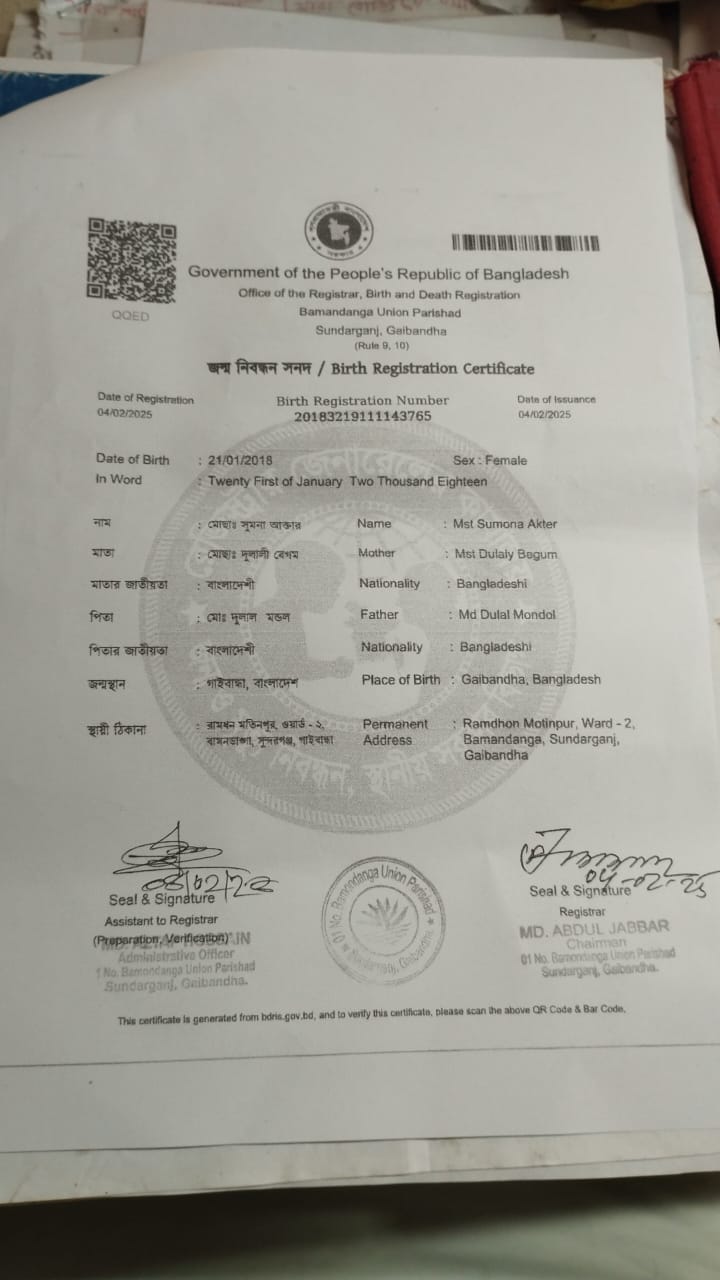 QQED
Government of the People's Republic of Bangladesh
Office of the Registrar, Birth and Death Registration
Bamandanga Union Parishad
Sundarganj, Gaibandha
(Rule 9, 10)
জন্ম নিবন্ধন সনদ / Birth Registration Certificate
Date of Registration Birth Registration Number Date of Issuance
04/02/2025 20183219111143765 04/02/2025
Date of Birth : 21/01/2018 Sex : Female
In Word : Twenty First of January Two Thousand Eighteen
নাম : মোছাঃ সুমনা আক্তার Name : Mst Sumona Akter
মাতা : মোছাঃ দুলালী বেগম Mother : Mst Dulaly Begum
মাতার জাতীয়তা : বাংলাদেশী Nationality : Bangladeshi
পিতা : মোঃ দুলাল মন্ডল Father : Md Dulal Mondol
পিতার জাতীয়তা : বাংলাদেশী Nationality : Bangladeshi
জন্মস্থান : গাইবান্ধা, বাংলাদেশ Place of Birth : Gaibandha, Bangladesh
স্থায়ী ঠিকানা : রামধন মতিনপুর, ওয়ার্ড - ২, Permanent : Ramdhon Motinpur, Ward - 2,
বামনডাঙ্গা, সুন্দরগঞ্জ, গাইবান্ধা Address Bamandanga, Sundarganj,
Gaibandha
04-02-25
Seal & Signature Seal & Signature
Assistant to Registrar Registrar
(Preparation, Verification) MD. ABDUL JABBAR
Administrative Officer Chairman
1 No. Bamondanga Union Parishad 01 No. Bamondanga Union Parishad
Sundarganj, Gaibandha. Sundarganj, Gaibandha.
01 No. Bamondanga Union Parishad
Sundarganj, Gaibandha
This certificate is generated from bdris.gov.bd, and to verify this certificate, please scan the above QR Code & Bar Code.